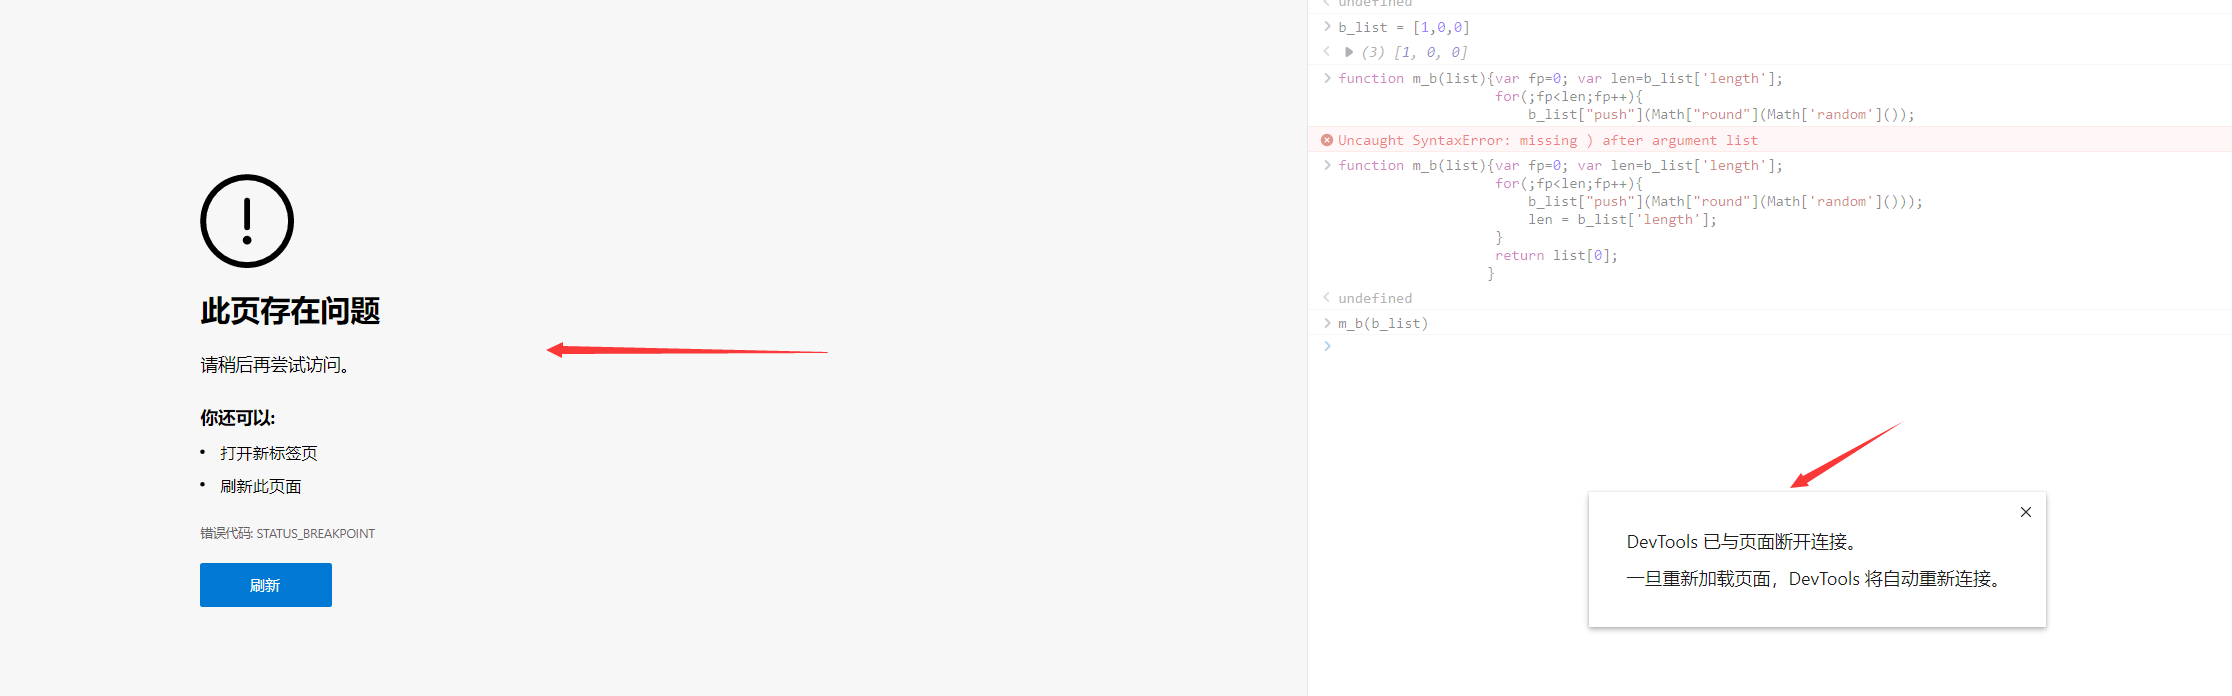 此页存在问题
请稍后再尝试访问。
你还可以:
• 打开新标签页
• 刷新此页面
错误代码: STATUS_BREAKPOINT
刷新
undefined
b_list = [1,0,0]
(3) [1, 0, 0]
function m_b(list){var fp=0; var len=b_list['length'];
for(;fp<len;fp++){
b_list["push"](Math["round"](Math['random']());
Uncaught SyntaxError: missing ) after argument list
function m_b(list){var fp=0; var len=b_list['length'];
for(;fp<len;fp++){
b_list["push"](Math["round"](Math['random']()));
len = b_list['length'];
}
return list[0];
}
undefined
m_b(b_list)
DevTools 已与页面断开连接。
一旦重新加载页面，DevTools 将自动重新连接。